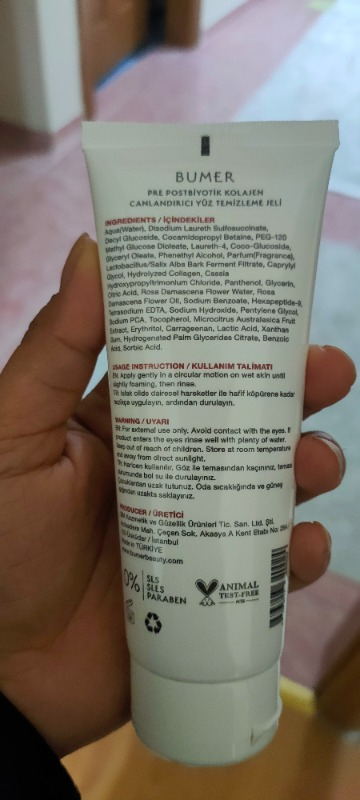 BUMER
PRE POSTBİYOTİK KOLAJEN
CANLANDIRICI YÜZ TEMİZLEME JELİ
INGREDIENTS / İÇİNDEKİLER
Aqua(Water), Disodium Laureth Sulfosuccinate,
Decyl Glucoside, Cocamidopropyl Betaine, PEG-120
Methyl Glucose Dioleate, Laureth-4, Coco-Glucoside,
Glyceryl Oleate, Phenethyl Alcohol, Parfum(Fragrance),
Lactobacillus/Salix Alba Bark Ferment Filtrate, Caprylyl
Glycol, Hydrolyzed Collagen, Cassia
Hydroxypropyltrimonium Chloride, Panthenol, Glycerin,
Citric Acid, Rosa Damascena Flower Water, Rosa
Damascena Flower Oil, Sodium Benzoate, Hexapeptide-9,
Tetrasodium EDTA, Sodium Hydroxide, Pentylene Glycol,
Sodium PCA, Tocopherol, Microcitrus Australasica Fruit
Extract, Erythritol, Carrageenan, Lactic Acid, Xanthan
Gum, Hydrogenated Palm Glycerides Citrate, Benzoic
Acid, Sorbic Acid.
USAGE INSTRUCTION / KULLANIM TALİMATI
EN: Apply gently in a circular motion on wet skin until
slightly foaming, then rinse.
TR: Islak cilde dairesel hareketler ile hafif köpürene kadar
nazikçe uygulayın, ardından durulayın.
WARNING / UYARI
EN: For external use only. Avoid contact with the eyes. If
product enters the eyes rinse well with plenty of water.
Keep out of reach of children. Store at room temperature
and away from direct sunlight.
TR: Haricen kullanılır. Göz ile temasından kaçınınız, temas
durumunda bol su ile durulayınız.
Çocuklardan uzak tutunuz. Oda sıcaklığında ve güneş
ışığından uzakta saklayınız.
PRODUCER / ÜRETİCİ
Kozmetik ve Güzellik Ürünleri Tic. San. Ltd. Şti.
Mah. Çeçen Sok, Akasya A Kent Etabı No:
Üsküdar / İstanbul
Made in TÜRKİYE
www.bumerbeauty.com
0%
SLS
SLES
PARABEN
ANIMAL
TEST-FREE